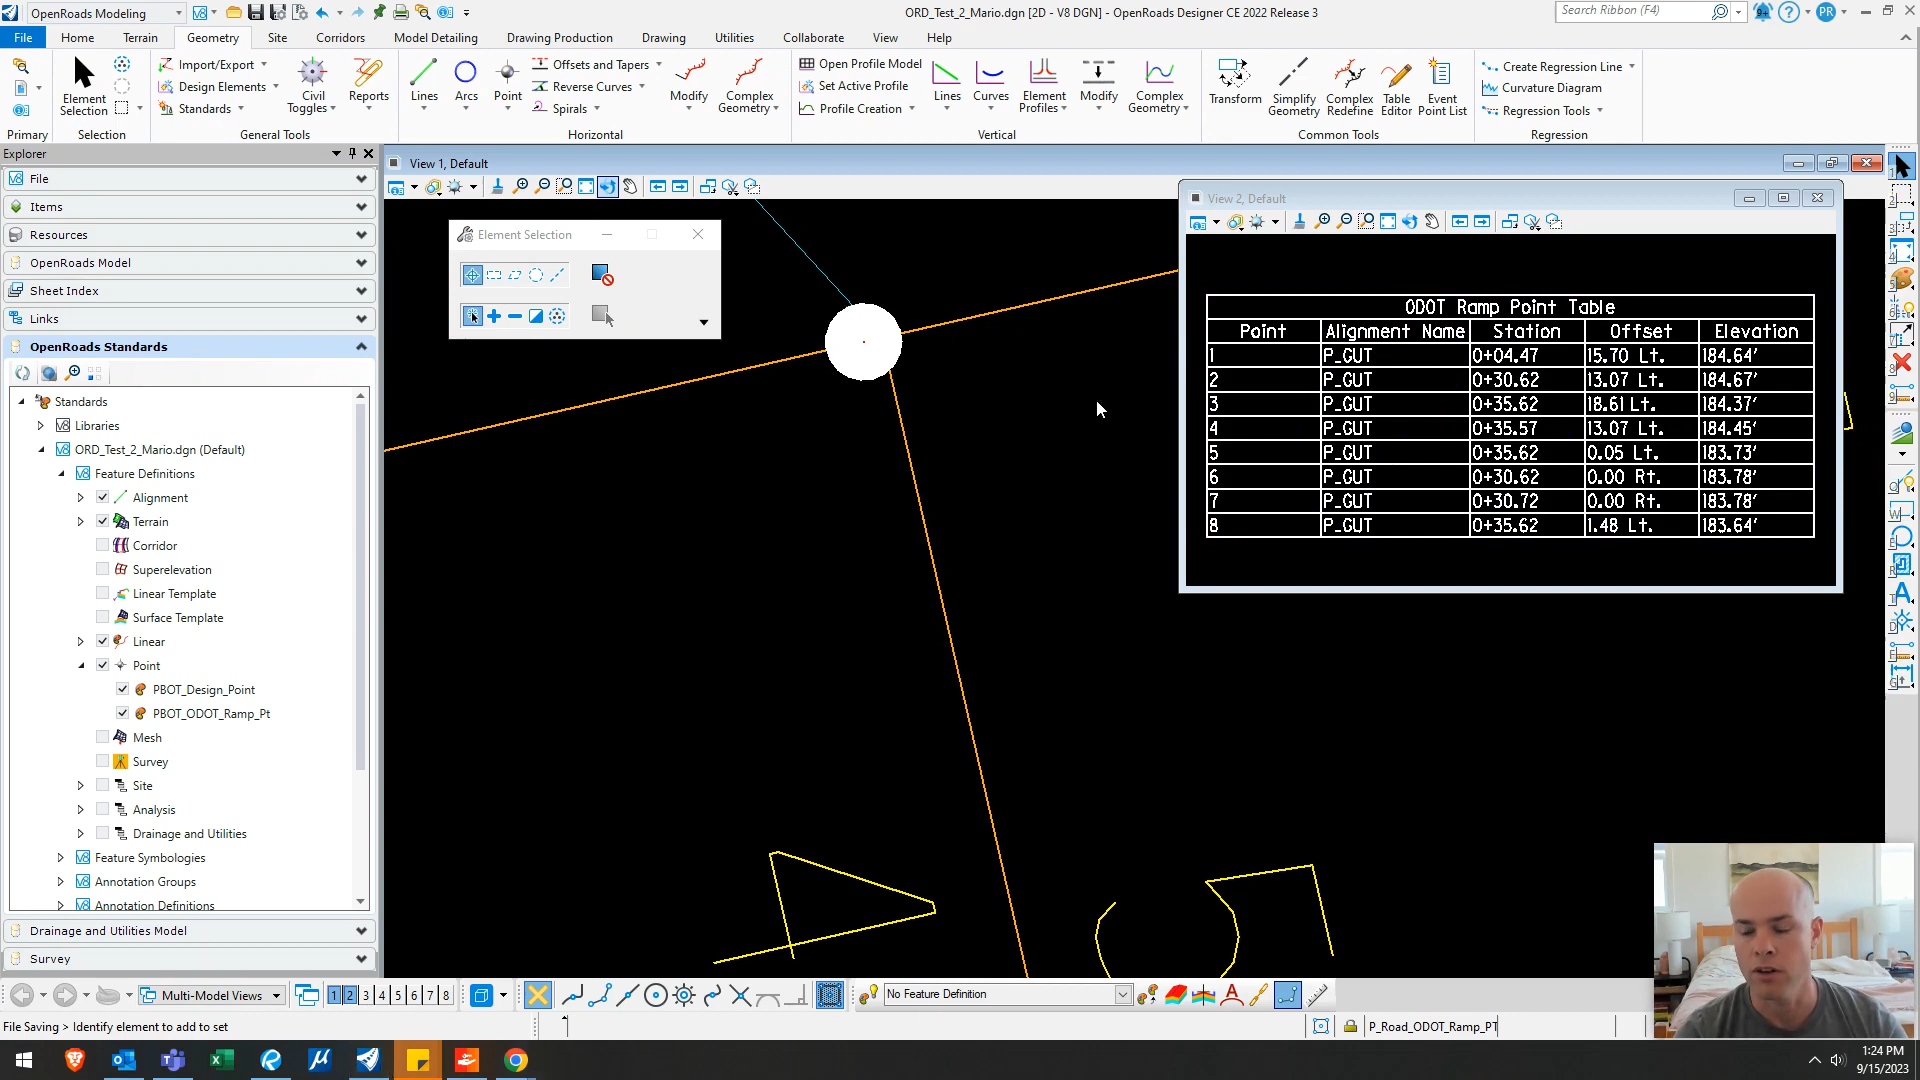 OpenRoads Modeling
ORD_Test_2_Mario.dgn [2D - V8 DGN] - OpenRoads Designer CE 2022 Release 3
Search Ribbon (F4)
PR
File Home Terrain Geometry Site Corridors Model Detailing Drawing Production Drawing Utilities Collaborate View Help
Import/Export
Design Elements
Standards
Element Selection
Civil Toggles
Reports
Lines
Arcs
Point
Offsets and Tapers
Reverse Curves
Spirals
Modify
Complex Geometry
Open Profile Model
Set Active Profile
Profile Creation
Lines
Curves
Element Profiles
Modify
Complex Geometry
Transform
Simplify Geometry
Complex Redefine
Table Editor
Event Point List
Create Regression Line
Curvature Diagram
Regression Tools
Primary Selection General Tools Horizontal Vertical Common Tools Regression
Explorer
File
Items
Resources
OpenRoads Model
Sheet Index
Links
OpenRoads Standards
Standards
Libraries
ORD_Test_2_Mario.dgn (Default)
Feature Definitions
Alignment
Terrain
Corridor
Superelevation
Linear Template
Surface Template
Linear
Point
PBOT_Design_Point
PBOT_ODOT_Ramp_Pt
Mesh
Survey
Site
Analysis
Drainage and Utilities
Feature Symbologies
Annotation Groups
Annotation Definitions
Drainage and Utilities Model
Survey
View 1, Default
Element Selection
View 2, Default
ODOT Ramp Point Table
Point Alignment Name Station Offset Elevation
1 P_GUT 0+04.47 15.70 Lt. 184.64'
2 P_GUT 0+30.62 13.07 Lt. 184.67'
3 P_GUT 0+35.62 18.61 Lt. 184.37'
4 P_GUT 0+35.57 13.07 Lt. 184.45'
5 P_GUT 0+35.62 0.05 Lt. 183.73'
6 P_GUT 0+30.62 0.00 Rt. 183.78'
7 P_GUT 0+30.72 0.00 Rt. 183.78'
8 P_GUT 0+35.62 1.48 Lt. 183.64'
Multi-Model Views
1 2 3 4 5 6 7 8
No Feature Definition
File Saving > Identify element to add to set
P_Road_ODOT_Ramp_PT
1:24 PM
9/15/2023